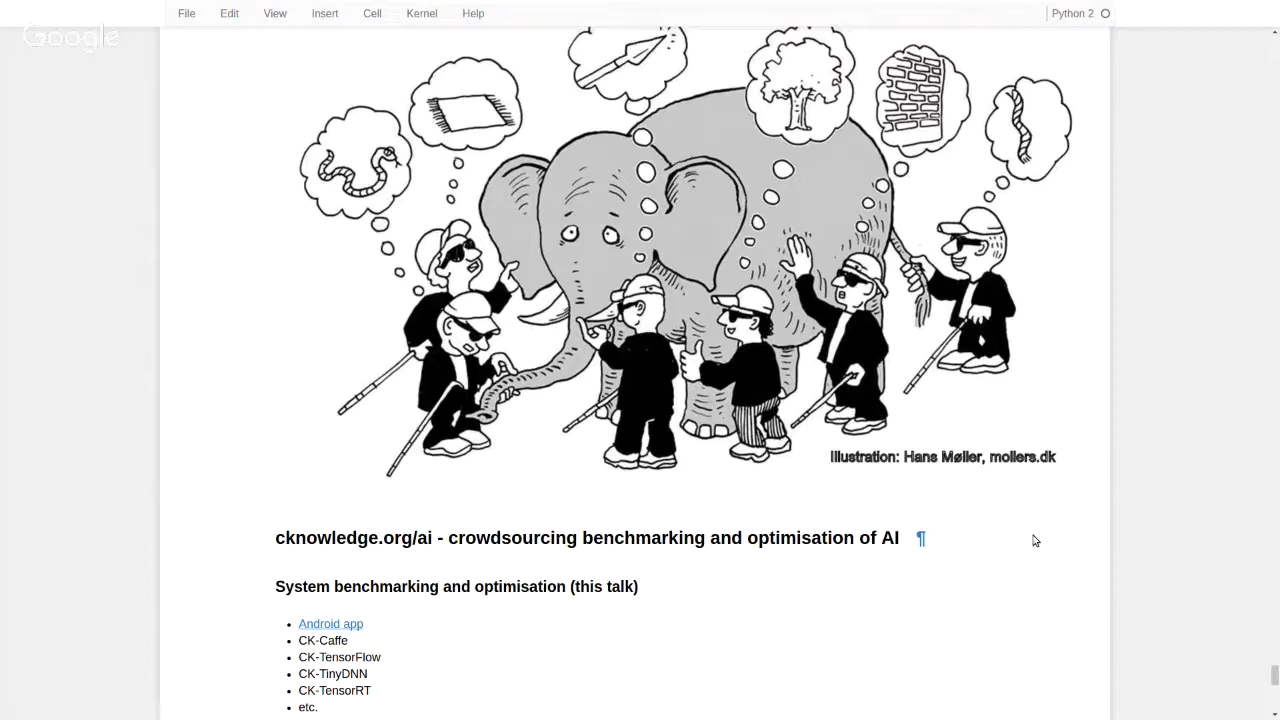 File Edit View Insert Cell Kernel Help Python 2
Google
Illustration: Hans Møller, mollers.dk
cknowledge.org/ai - crowdsourcing benchmarking and optimisation of AI ¶
System benchmarking and optimisation (this talk)
• Android app
• CK-Caffe
• CK-TensorFlow
• CK-TinyDNN
• CK-TensorRT
• etc.